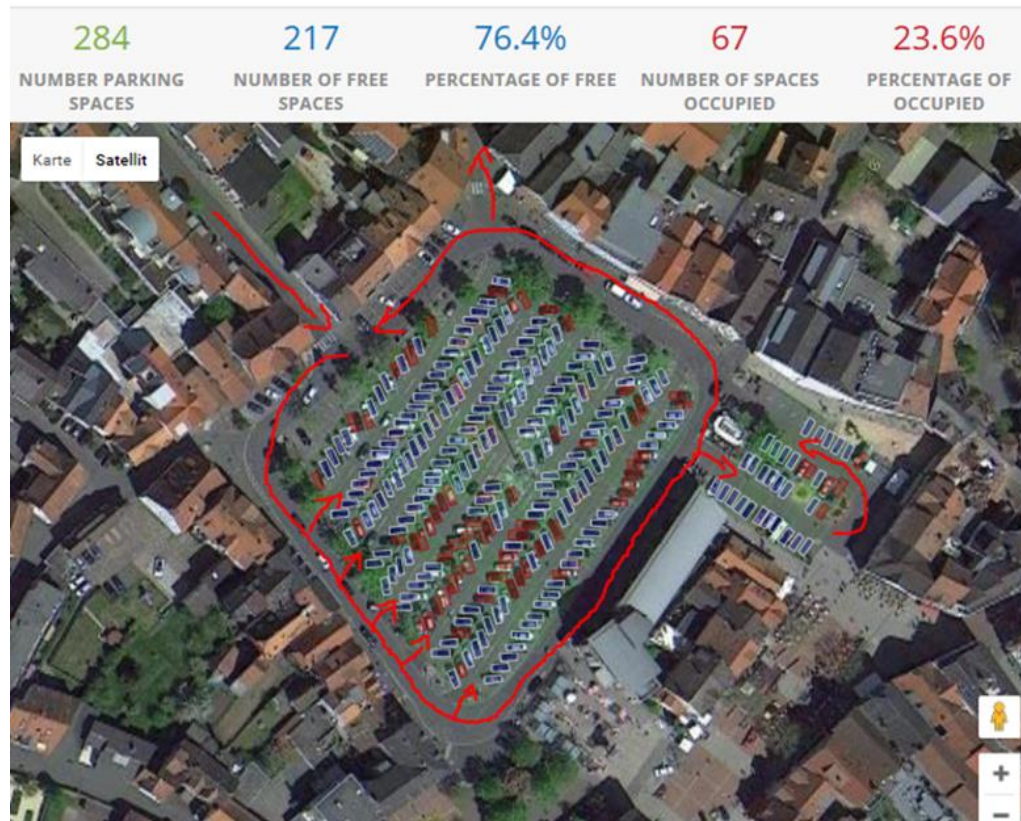 284
NUMBER PARKING
SPACES
217
NUMBER OF FREE
SPACES
76.4%
PERCENTAGE OF FREE
67
NUMBER OF SPACES
OCCUPIED
23.6%
PERCENTAGE OF
OCCUPIED
Karte Satellit
+
−